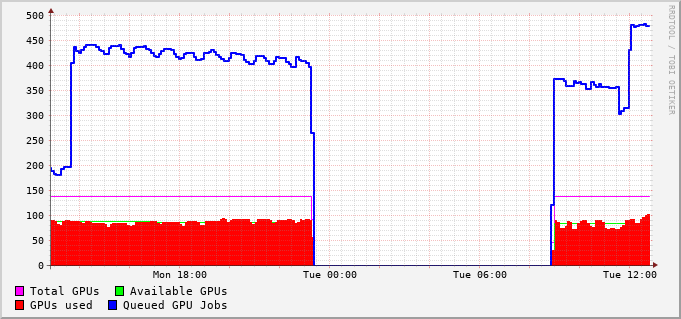 500
450
400
350
300
250
200
150
100
50
0
Mon 18:00 Tue 00:00 Tue 06:00 Tue 12:00
Total GPUs Available GPUs
GPUs used Queued GPU Jobs
RRDTOOL / TOBI OETIKER